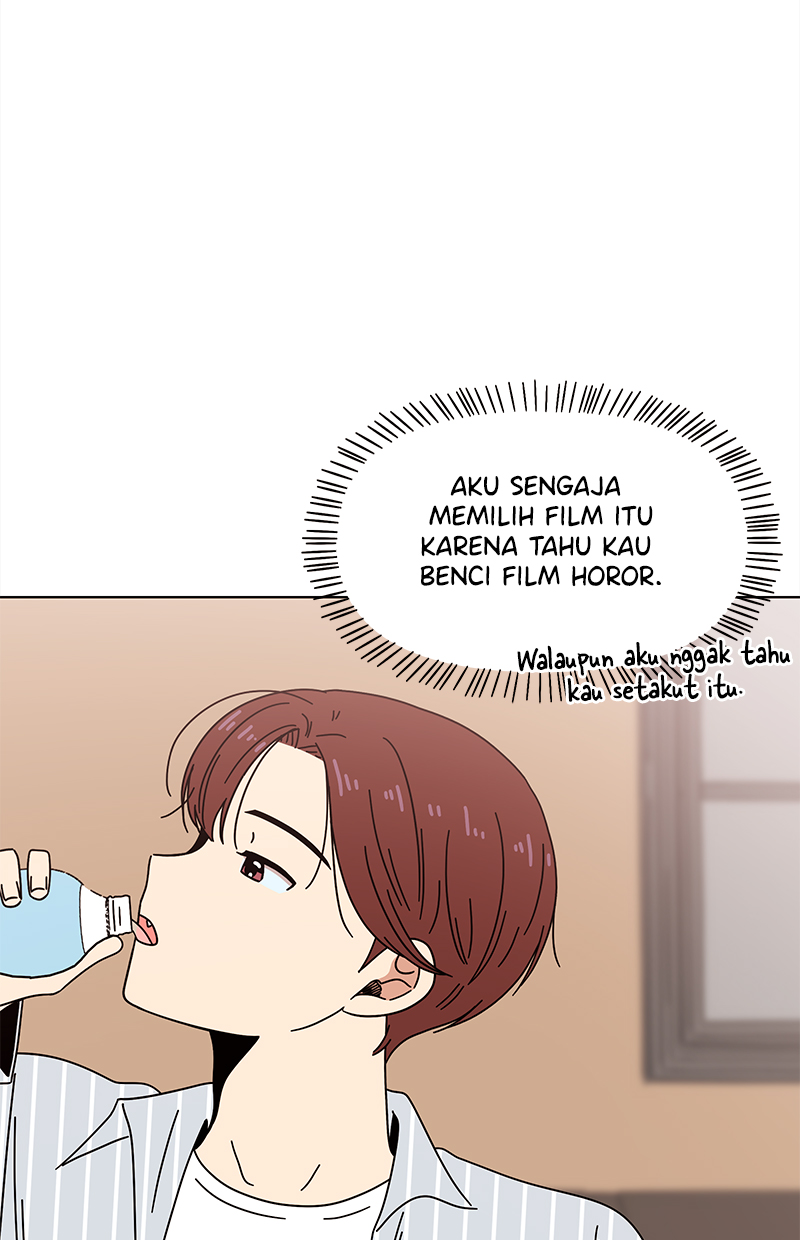 AKU SENGAJA
MEMILIH FILM ITU
KARENA TAHU KAU
BENCI FILM HOROR.
Walaupun aku nggak tahu
kau setakut itu.